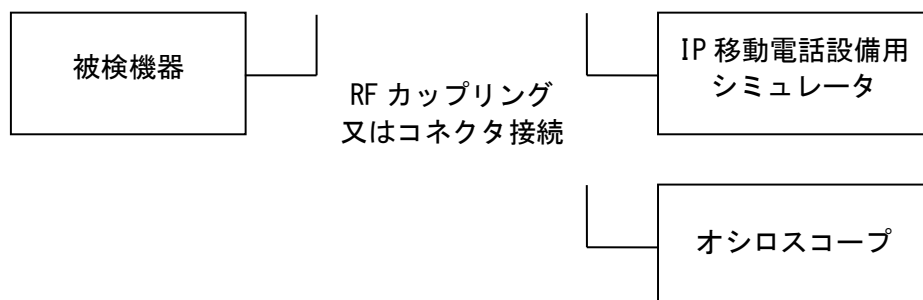 被検機器
RF カップリング
又はコネクタ接続
IP 移動電話設備用
シミュレータ
オシロスコープ